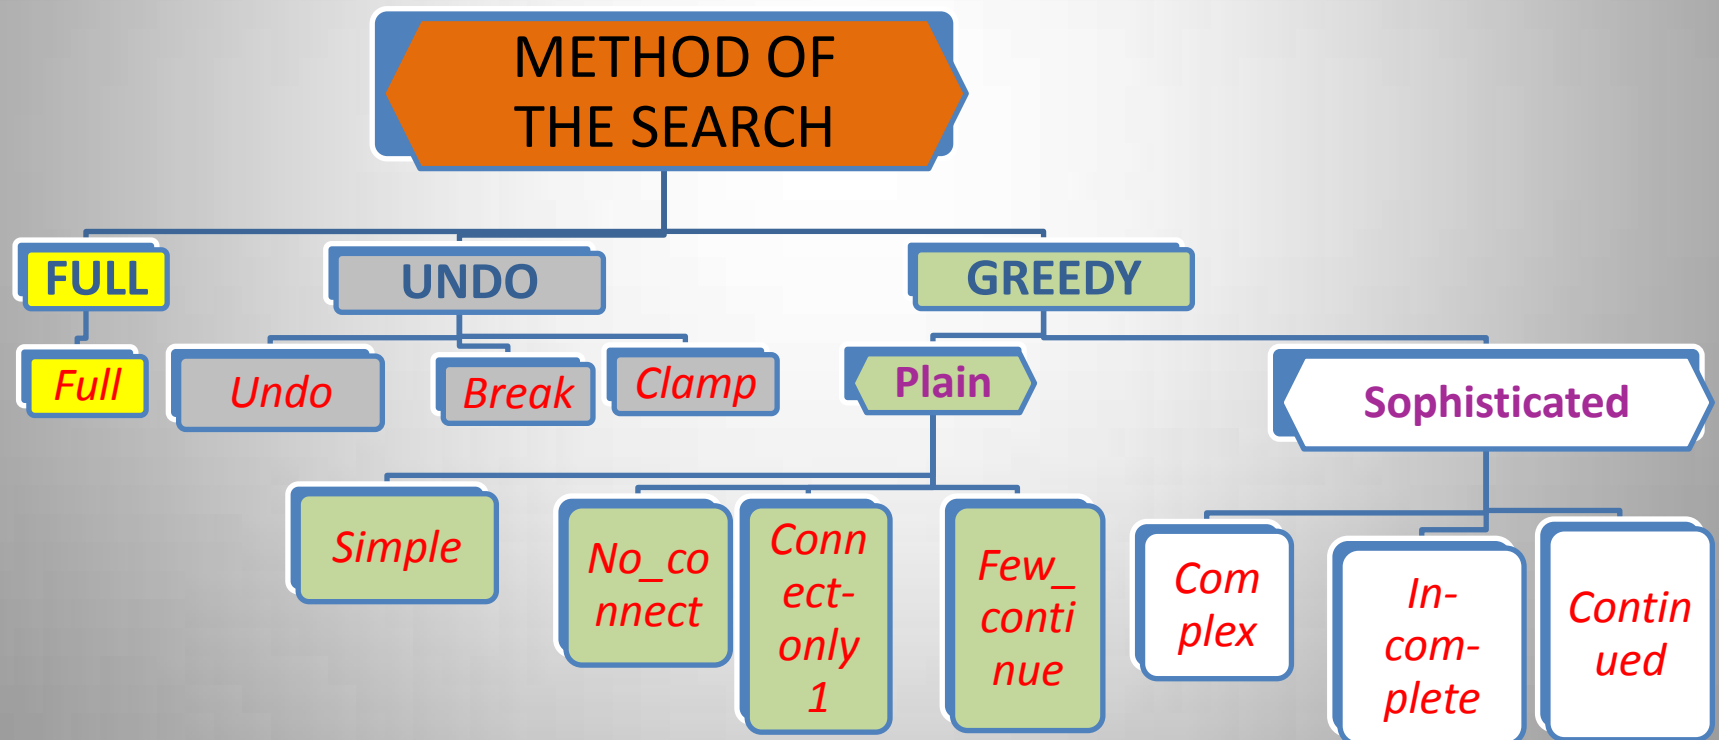 METHOD OF
THE SEARCH
FULL
UNDO
GREEDY
Full
Undo
Break
Clamp
Plain
Sophisticated
Simple
No_co
nnect
Conn
ect-
only
1
Few_
conti
nue
Com
plex
In-
com-
plete
Contin
ued